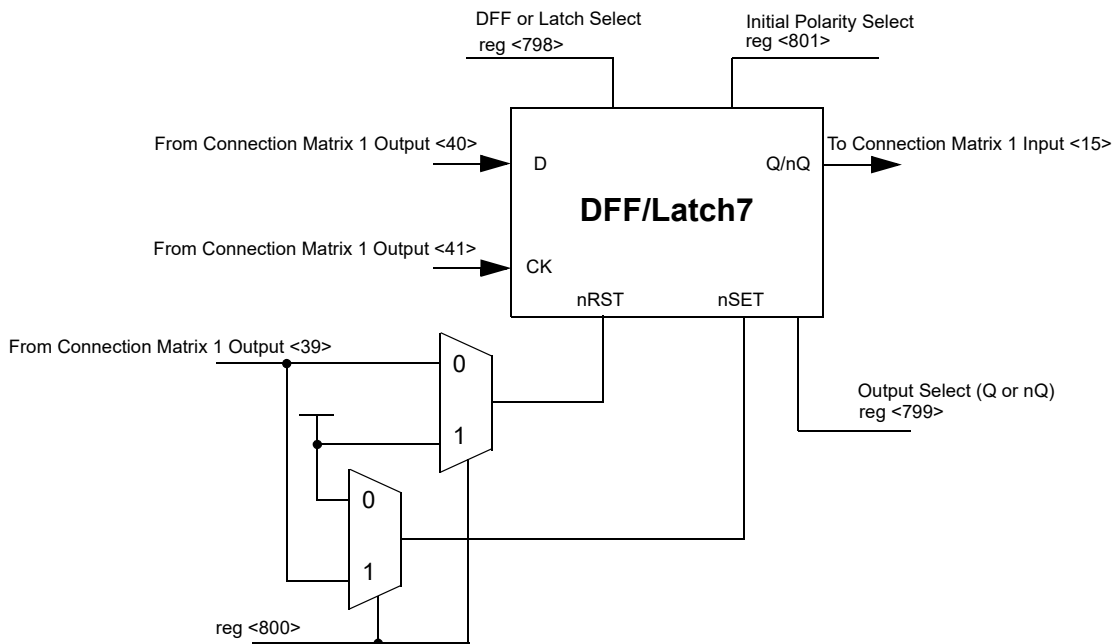 DFF or Latch Select
reg <798>
Initial Polarity Select
reg <801>
From Connection Matrix 1 Output <40>
D
Q/nQ
To Connection Matrix 1 Input <15>
DFF/Latch7
From Connection Matrix 1 Output <41>
CK
nRST
nSET
From Connection Matrix 1 Output <39>
0
1
Output Select (Q or nQ)
reg <799>
0
1
reg <800>